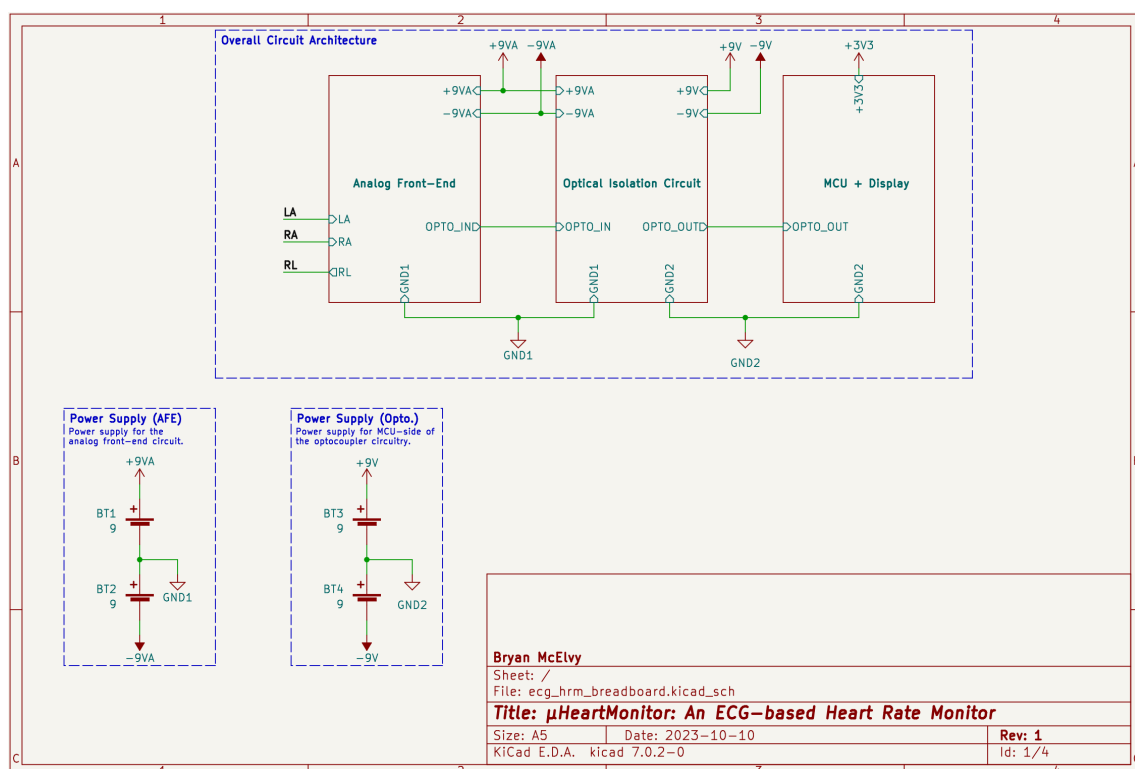 1 2 3 4
Overall Circuit Architecture
+9VA -9VA +9V -9V +3V3
+9VA +9VA +9V +3V3
-9VA -9VA -9V
A
Analog Front-End Optical Isolation Circuit MCU + Display
LA LA
OPTO_IN OPTO_IN OPTO_OUT OPTO_OUT
RA RA
RL RL
GND1 GND1 GND2 GND2
GND1 GND2
Power Supply (AFE)
Power supply for the
analog front-end circuit.
+9VA
BT1
9
BT2
9
GND1
-9VA
Power Supply (Opto.)
Power supply for MCU-side of
the optocoupler circuitry.
+9V
BT3
9
BT4
9
GND2
-9V
B
Bryan McElvy
Sheet: /
File: ecg_hrm_breadboard.kicad_sch
Title: µHeartMonitor: An ECG-based Heart Rate Monitor
Size: A5 Date: 2023-10-10 Rev: 1
KiCad E.D.A. kicad 7.0.2-0 Id: 1/4
C